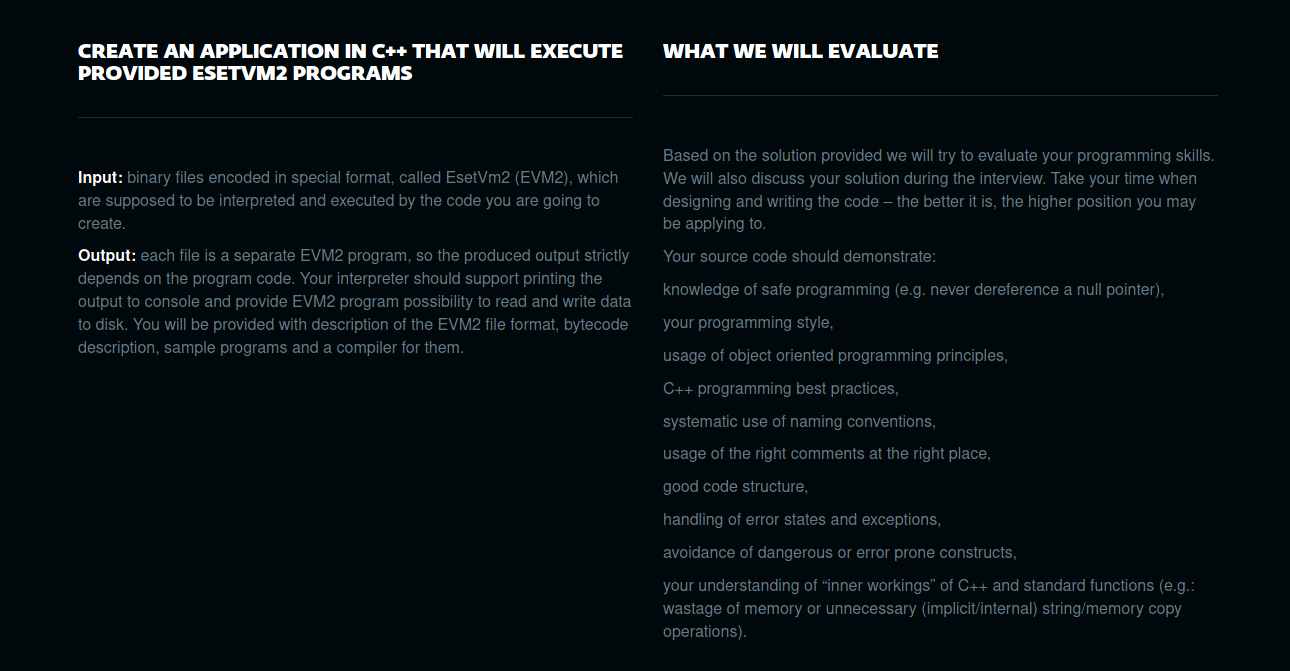 CREATE AN APPLICATION IN C++ THAT WILL EXECUTE
PROVIDED ESETVM2 PROGRAMS
Input: binary files encoded in special format, called EsetVm2 (EVM2), which
are supposed to be interpreted and executed by the code you are going to
create.
Output: each file is a separate EVM2 program, so the produced output strictly
depends on the program code. Your interpreter should support printing the
output to console and provide EVM2 program possibility to read and write data
to disk. You will be provided with description of the EVM2 file format, bytecode
description, sample programs and a compiler for them.
WHAT WE WILL EVALUATE
Based on the solution provided we will try to evaluate your programming skills.
We will also discuss your solution during the interview. Take your time when
designing and writing the code – the better it is, the higher position you may
be applying to.
Your source code should demonstrate:
knowledge of safe programming (e.g. never dereference a null pointer),
your programming style,
usage of object oriented programming principles,
C++ programming best practices,
systematic use of naming conventions,
usage of the right comments at the right place,
good code structure,
handling of error states and exceptions,
avoidance of dangerous or error prone constructs,
your understanding of “inner workings” of C++ and standard functions (e.g.:
wastage of memory or unnecessary (implicit/internal) string/memory copy
operations).